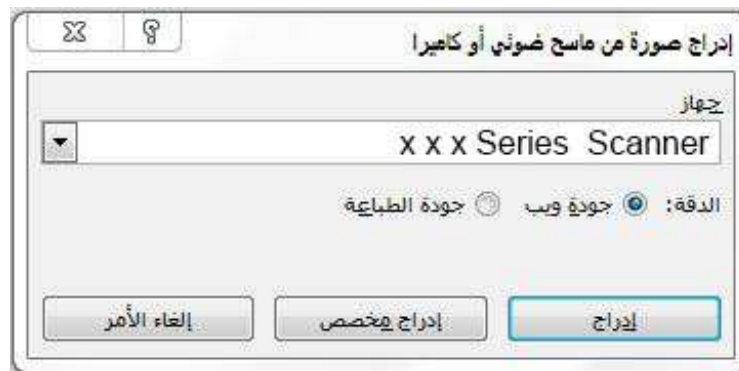 إدراج صورة من ماسح ضوئي أو كاميرا
جهاز
x x x Series Scanner
الدقة: جودة ويب جودة الطباعة
إدراج إدراج مخصص إلغاء الأمر